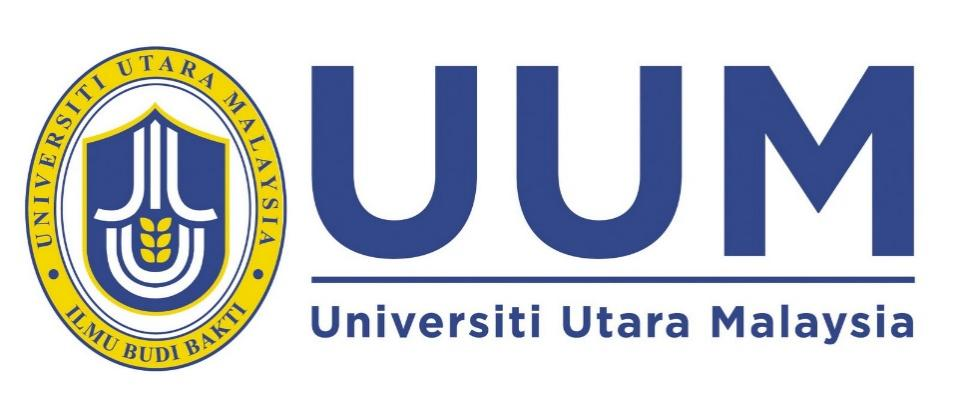 UNIVERSITI UTARA MALAYSIA
ILMU BUDI BAKTI
UUM
Universiti Utara Malaysia